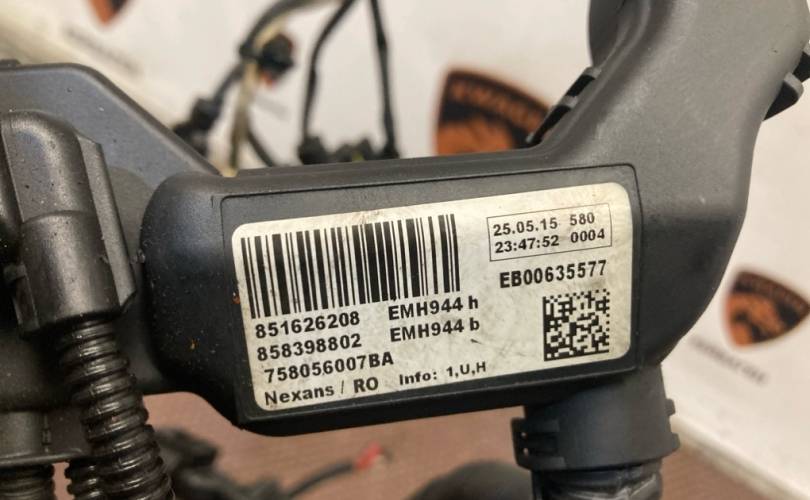 25.05.15 580
23:47:52 0004
EB00635577
851626208 EMH944 h
858398802 EMH944 b
758056007BA
Nexans / RO Info: 1,U,H